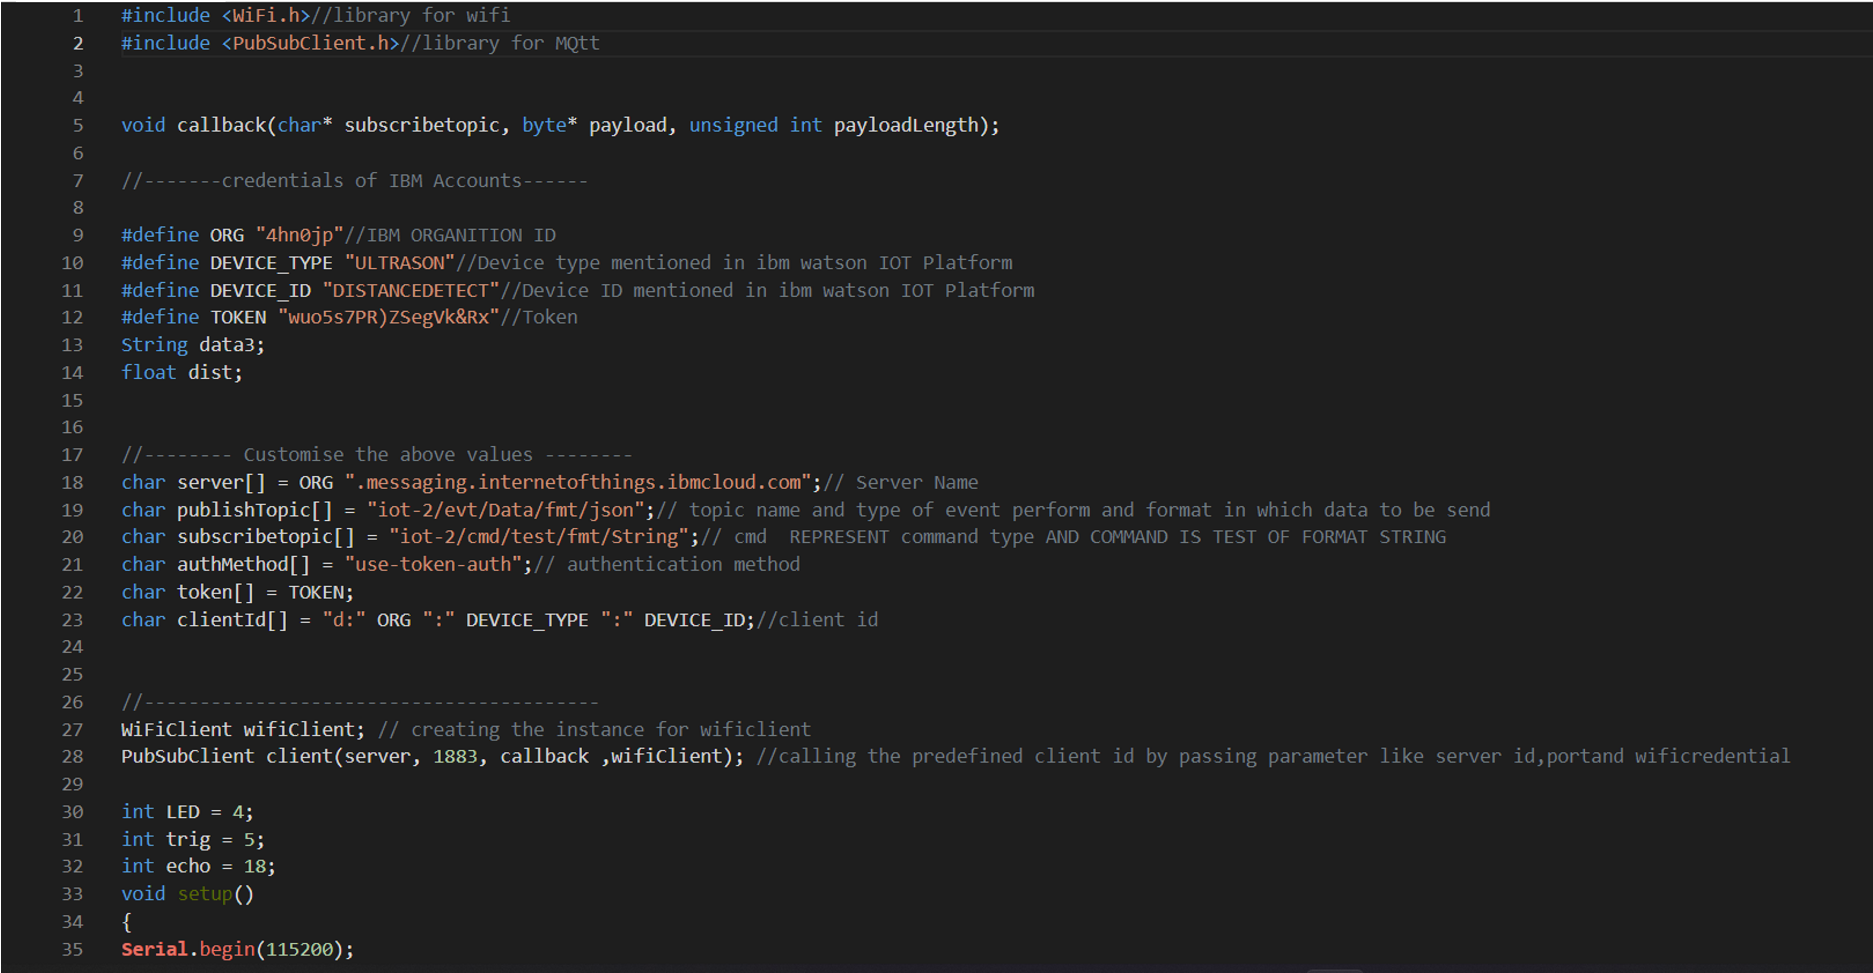 1 #include <WiFi.h>//library for wifi
2 #include <PubSubClient.h>//library for MQtt
3
4
5 void callback(char* subscribetopic, byte* payload, unsigned int payloadLength);
6
7 //-------credentials of IBM Accounts------
8
9 #define ORG "4hn0jp"//IBM ORGANITION ID
10 #define DEVICE_TYPE "ULTRASON"//Device type mentioned in ibm watson IOT Platform
11 #define DEVICE_ID "DISTANCEDETECT"//Device ID mentioned in ibm watson IOT Platform
12 #define TOKEN "wuo5s7PR)ZSegVk&Rx"//Token
13 String data3;
14 float dist;
15
16
17 //-------- Customise the above values --------
18 char server[] = ORG ".messaging.internetofthings.ibmcloud.com";// Server Name
19 char publishTopic[] = "iot-2/evt/Data/fmt/json";// topic name and type of event perform and format in which data to be send
20 char subscribetopic[] = "iot-2/cmd/test/fmt/String";// cmd  REPRESENT command type AND COMMAND IS TEST OF FORMAT STRING
21 char authMethod[] = "use-token-auth";// authentication method
22 char token[] = TOKEN;
23 char clientId[] = "d:" ORG ":" DEVICE_TYPE ":" DEVICE_ID;//client id
24
25
26 //-----------------------------------------
27 WiFiClient wifiClient; // creating the instance for wificlient
28 PubSubClient client(server, 1883, callback ,wifiClient); //calling the predefined client id by passing parameter like server id,portand wificredential
29
30 int LED = 4;
31 int trig = 5;
32 int echo = 18;
33 void setup()
34 {
35 Serial.begin(115200);